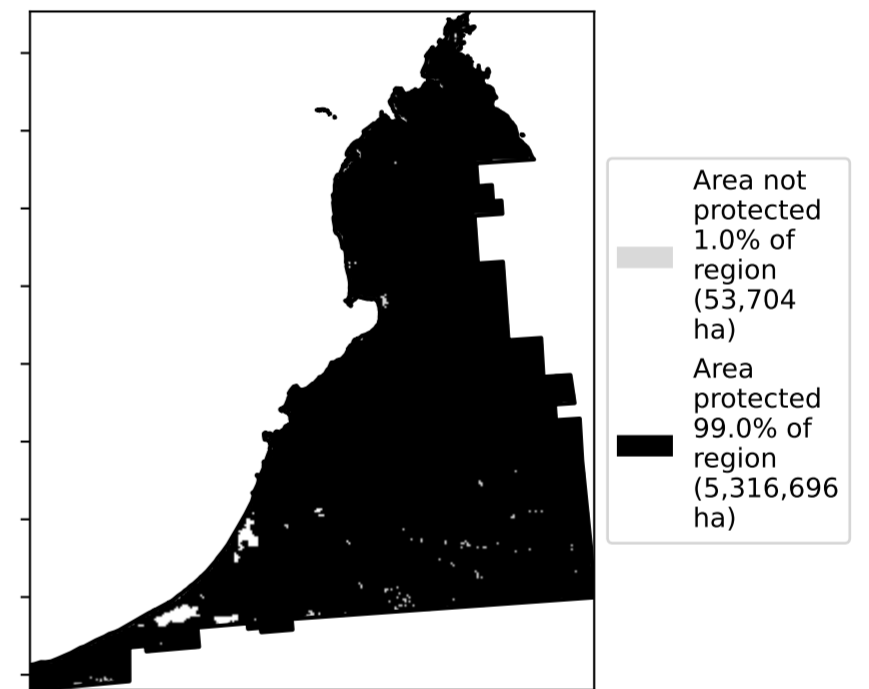 Area not
protected
1.0% of
region
(53,704
ha)
Area
protected
99.0% of
region
(5,316,696
ha)